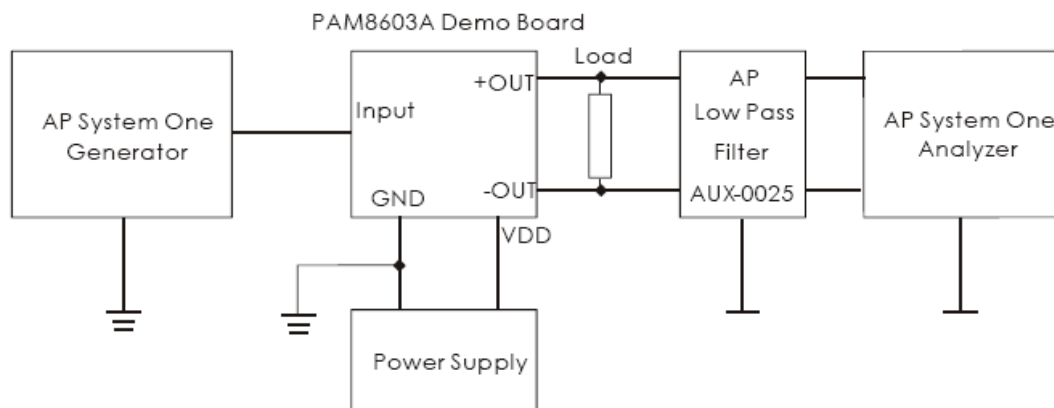 PAM8603A Demo Board
AP System One
Generator
Input
+OUT
-OUT
GND
VDD
Load
AP
Low Pass
Filter
AUX-0025
AP System One
Analyzer
Power Supply